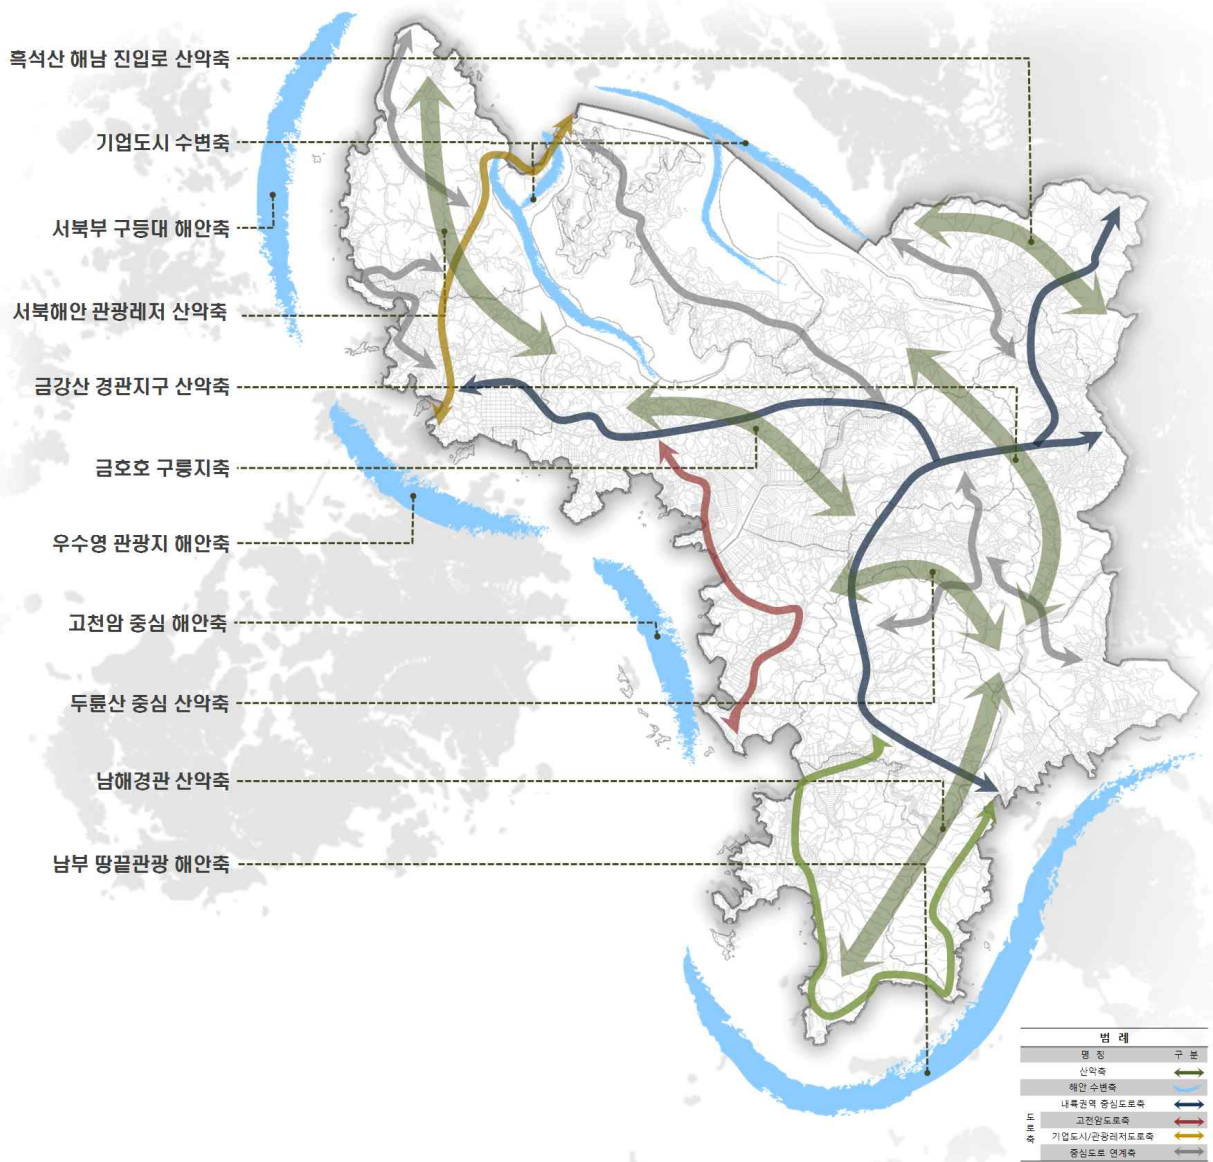 흑석산 해남 진입로 산악축
기업도시 수변축
서북부 구릉대 해안축
서북해안 관광레저 산악축
금강산 경관지구 산악축
금호호 구릉지축
우수영 관광지 해안축
고천암 중심 해안축
두륜산 중심 산악축
남해경관 산악축
남부 땅끝관광 해안축
범 례
명 칭 구 분
산악축
해안 수변축
도로축
내륙권역 중심도로축
고천암도로축
기업도시/관광레저도로축
중심도로 연계축